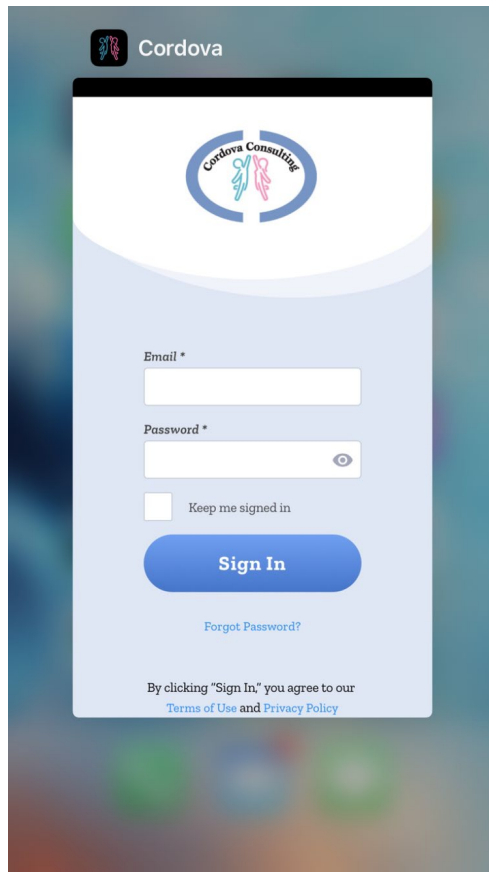 Cordova
Cordova Consulting
Email *
Password *
Keep me signed in
Sign In
Forgot Password?
By clicking “Sign In,” you agree to our
Terms of Use and Privacy Policy